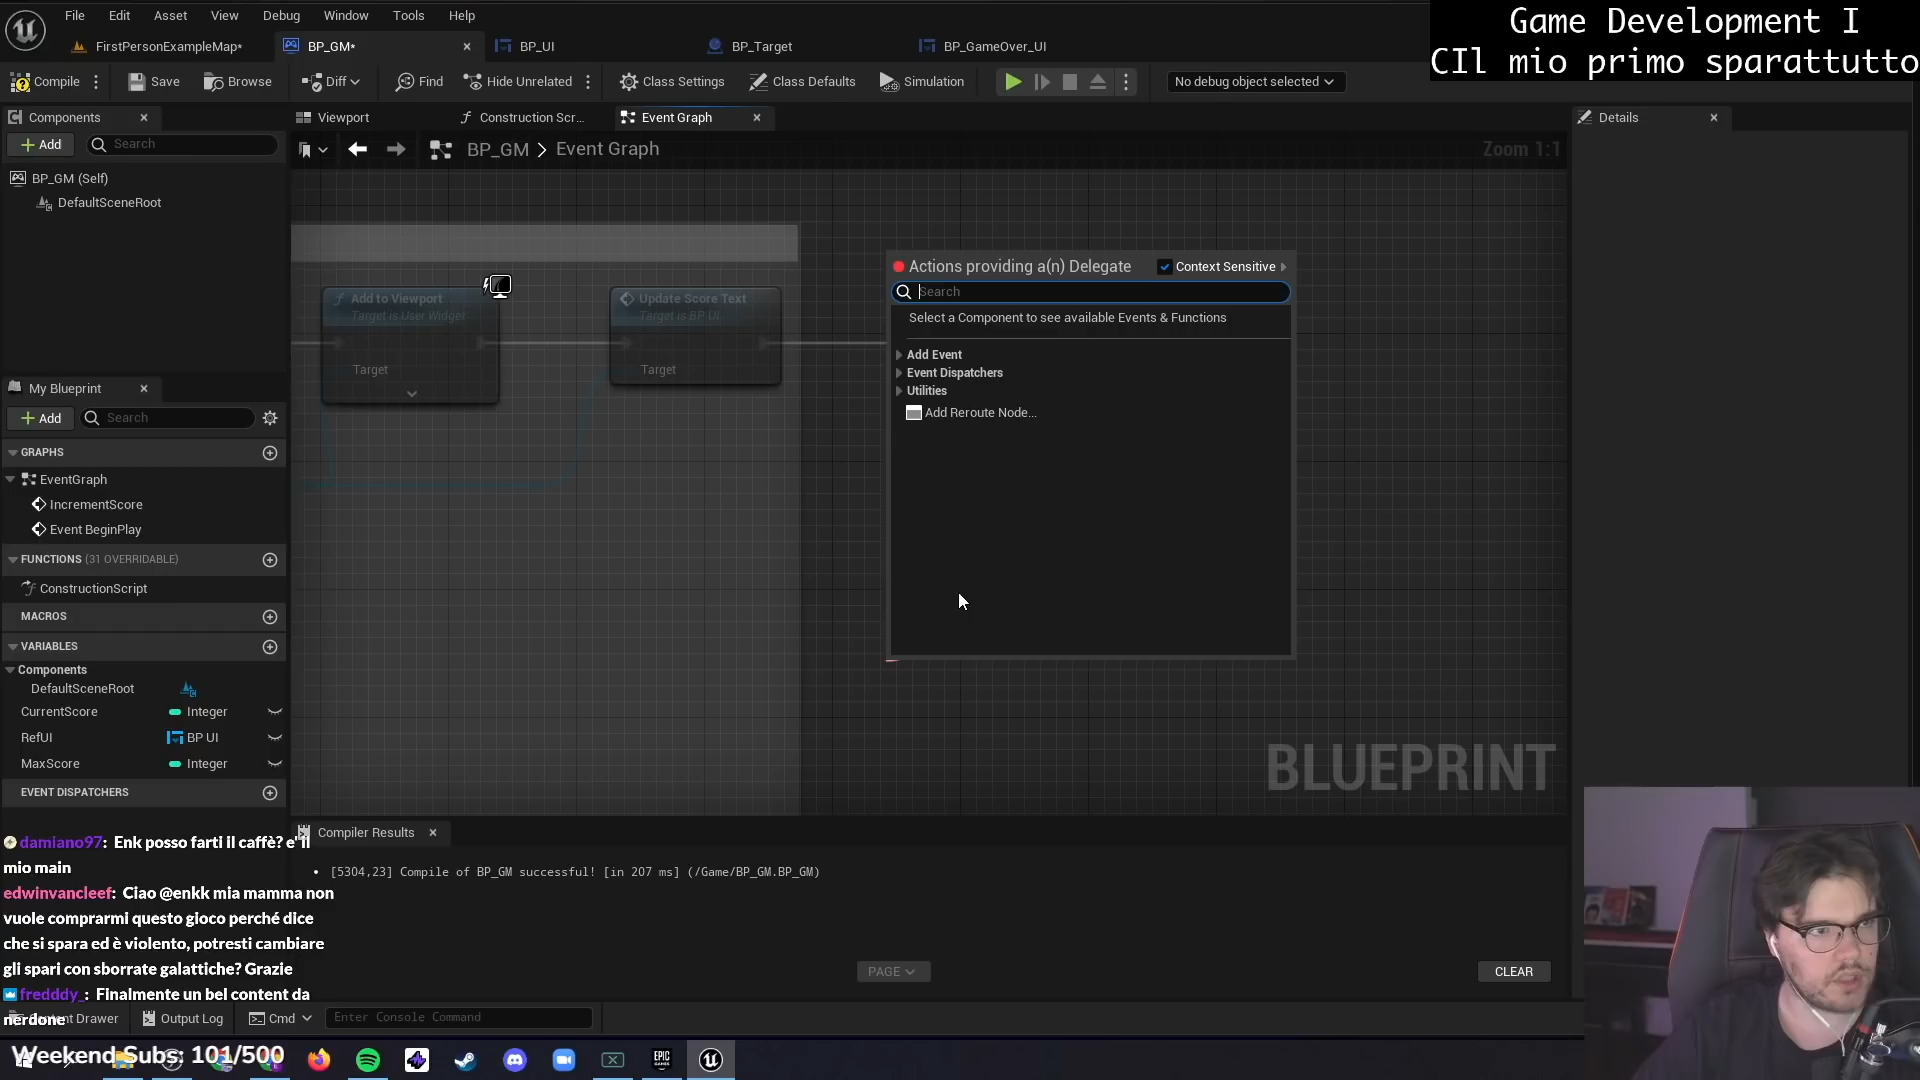 File Edit Asset View Debug Window Tools Help
Game Development I
CIl mio primo sparattutto
FirstPersonExampleMap* BP_GM* BP_UI BP_Target BP_GameOver_UI
Compile Save Browse Diff Find Hide Unrelated Class Settings Class Defaults Simulation No debug object selected
Components Viewport Construction Scr... Event Graph Details
Add Search
BP_GM > Event Graph Zoom 1:1
BP_GM (Self)
DefaultSceneRoot
Add to Viewport
Target is User Widget
Target
Update Score Text
Target is BP UI
Target
Actions providing a(n) Delegate Context Sensitive
Search
Select a Component to see available Events & Functions
Add Event
Event Dispatchers
Utilities
Add Reroute Node...
My Blueprint
Add Search
GRAPHS
EventGraph
IncrementScore
Event BeginPlay
FUNCTIONS (31 OVERRIDABLE)
ConstructionScript
MACROS
VARIABLES
Components
DefaultSceneRoot
CurrentScore Integer
RefUI BP UI
MaxScore Integer
EVENT DISPATCHERS
BLUEPRINT
Compiler Results
[5304,23] Compile of BP_GM successful! [in 207 ms] (/Game/BP_GM.BP_GM)
PAGE CLEAR
damiano97: Enk posso farti il caffè? e'il
mio main
edwinvancleef: Ciao @enkk mia mamma non
vuole comprarmi questo gioco perché dice
che si spara ed è violento, potresti cambiare
gli spari con sborrate galattiche? Grazie
fredddy_: Finalmente un bel content da
nerdone
Drawer Output Log Cmd Enter Console Command
Weekend Subs: 101/500
EPIC GAMES